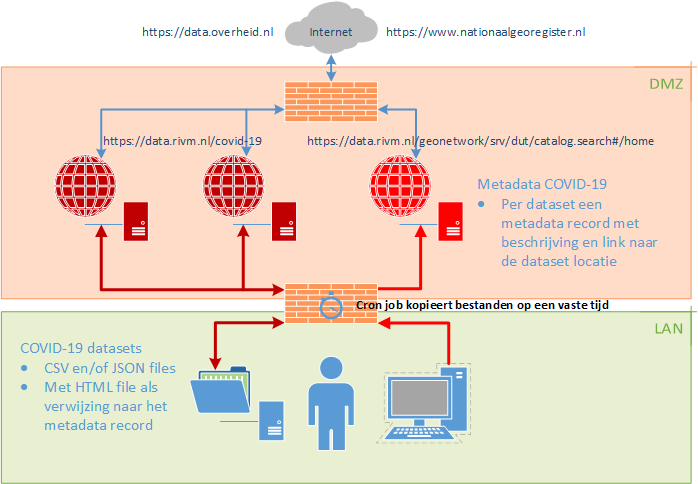 https://data.overheid.nl
Internet
https://www.nationaalgeoregister.nl
DMZ
https://data.rivm.nl/covid-19
https://data.rivm.nl/geonetwork/srv/dut/catalog.search#/home
Metadata COVID-19
• Per dataset een
metadata record met
beschrijving en link naar
de dataset locatie
Cron job kopieert bestanden op een vaste tijd
LAN
COVID-19 datasets
• CSV en/of JSON files
• Met HTML file als
verwijzing naar het
metadata record